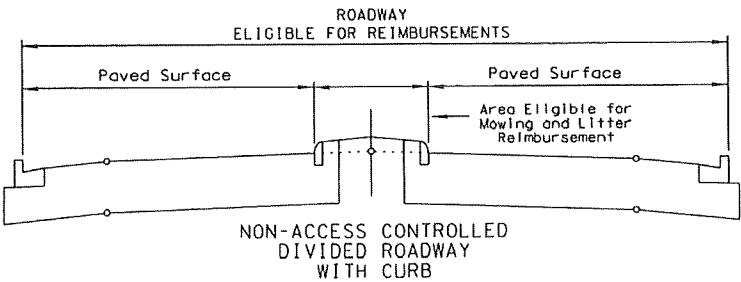 ROADWAY
ELIGIBLE FOR REIMBURSEMENTS
Paved Surface
Paved Surface
Area Eligible for
Mowing and Litter
Reimbursement
NON-ACCESS CONTROLLED
DIVIDED ROADWAY
WITH CURB